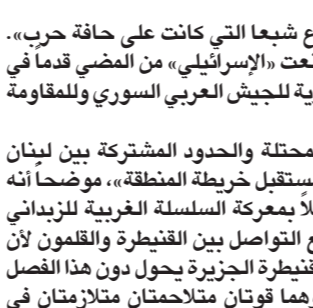 ع شبعا التي كانت على حافة حرب».
نعت «الإسرائيلي» من المضي قدماً في
رية للجيش العربي السوري وللمقاومة
محتلة والحدود المشتركة بين لبنان
ستقبل خريطة المنطقة»، موضحاً أنه
لاً بمعركة السلسلة الغربية للزبداني
ع التواصل بين القنيطرة والقلمون لأن
قنيطرة الجزيرة يحول دون هذا الفصل
وهما قوتان متلاحمتان متلازمتان في